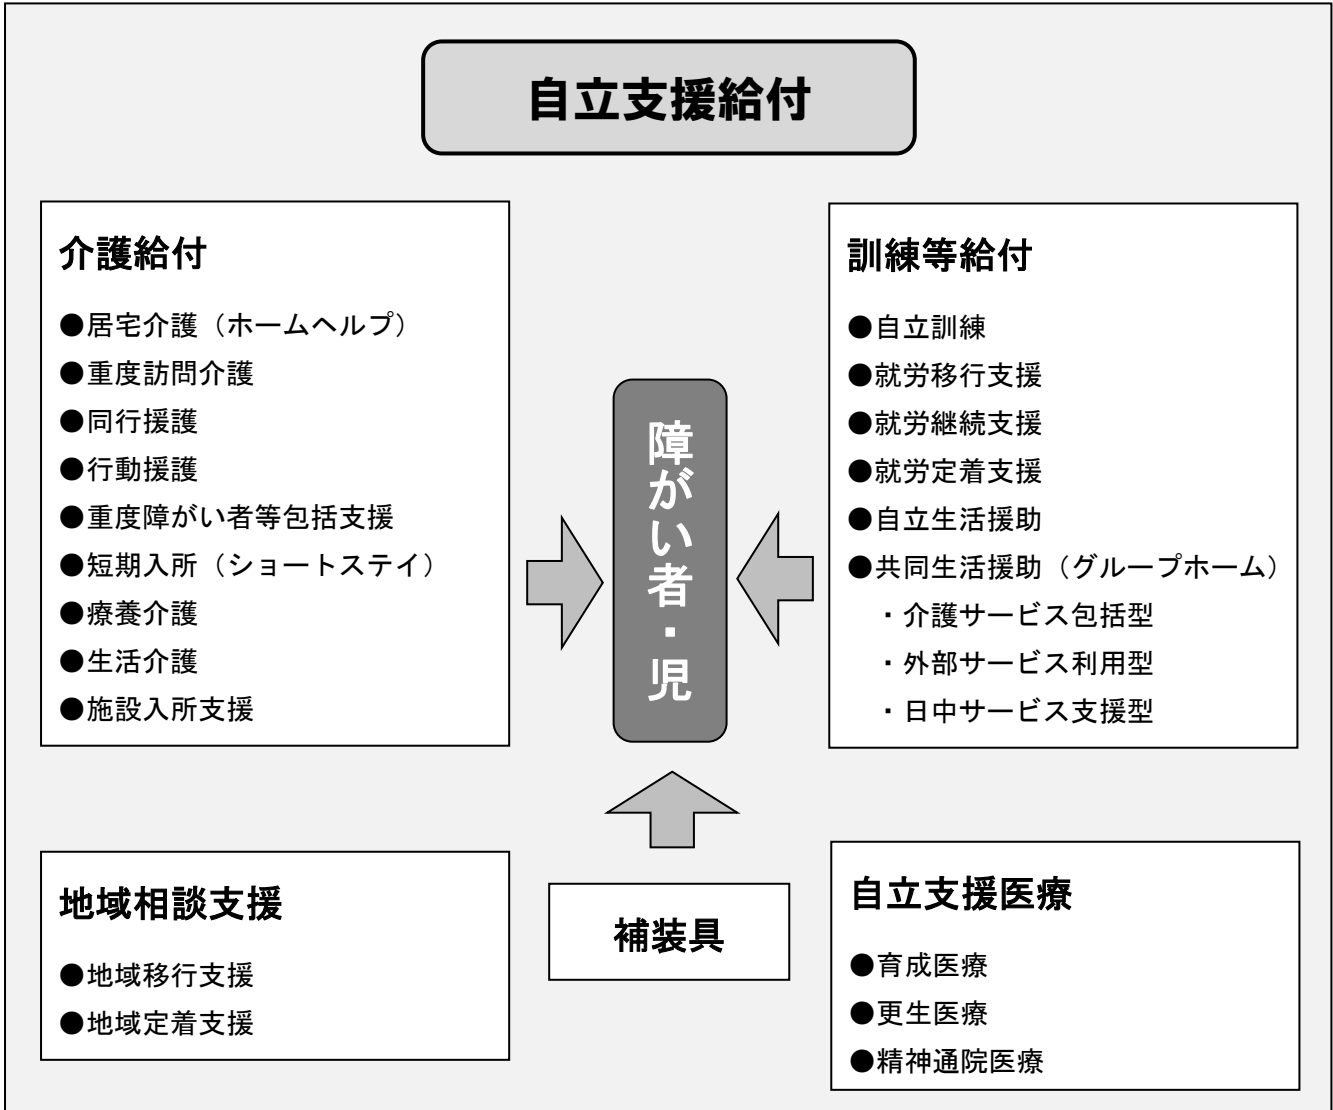 自立支援給付
介護給付
●居宅介護（ホームヘルプ）
●重度訪問介護
●同行援護
●行動援護
●重度障がい者等包括支援
●短期入所（ショートステイ）
●療養介護
●生活介護
●施設入所支援
障がい者・児
訓練等給付
●自立訓練
●就労移行支援
●就労継続支援
●就労定着支援
●自立生活援助
●共同生活援助（グループホーム）
・介護サービス包括型
・外部サービス利用型
・日中サービス支援型
地域相談支援
●地域移行支援
●地域定着支援
補装具
自立支援医療
●育成医療
●更生医療
●精神通院医療